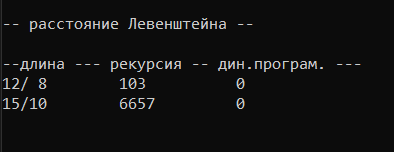 -- расстояние Левенштейна --
--длина --- рекурсия -- дин.програм. ---
12/ 8 103 0
15/10 6657 0